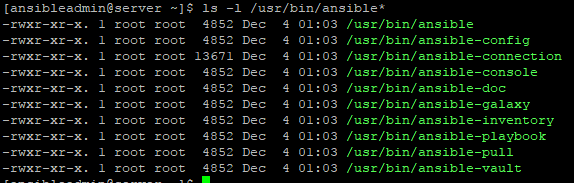 [ansibleadmin@server ~]$ ls -l /usr/bin/ansible*
-rwxr-xr-x. 1 root root  4852 Dec  4 01:03 /usr/bin/ansible
-rwxr-xr-x. 1 root root  4852 Dec  4 01:03 /usr/bin/ansible-config
-rwxr-xr-x. 1 root root 13671 Dec  4 01:03 /usr/bin/ansible-connection
-rwxr-xr-x. 1 root root  4852 Dec  4 01:03 /usr/bin/ansible-console
-rwxr-xr-x. 1 root root  4852 Dec  4 01:03 /usr/bin/ansible-doc
-rwxr-xr-x. 1 root root  4852 Dec  4 01:03 /usr/bin/ansible-galaxy
-rwxr-xr-x. 1 root root  4852 Dec  4 01:03 /usr/bin/ansible-inventory
-rwxr-xr-x. 1 root root  4852 Dec  4 01:03 /usr/bin/ansible-playbook
-rwxr-xr-x. 1 root root  4852 Dec  4 01:03 /usr/bin/ansible-pull
-rwxr-xr-x. 1 root root  4852 Dec  4 01:03 /usr/bin/ansible-vault
[ansibleadmin@server ~]$